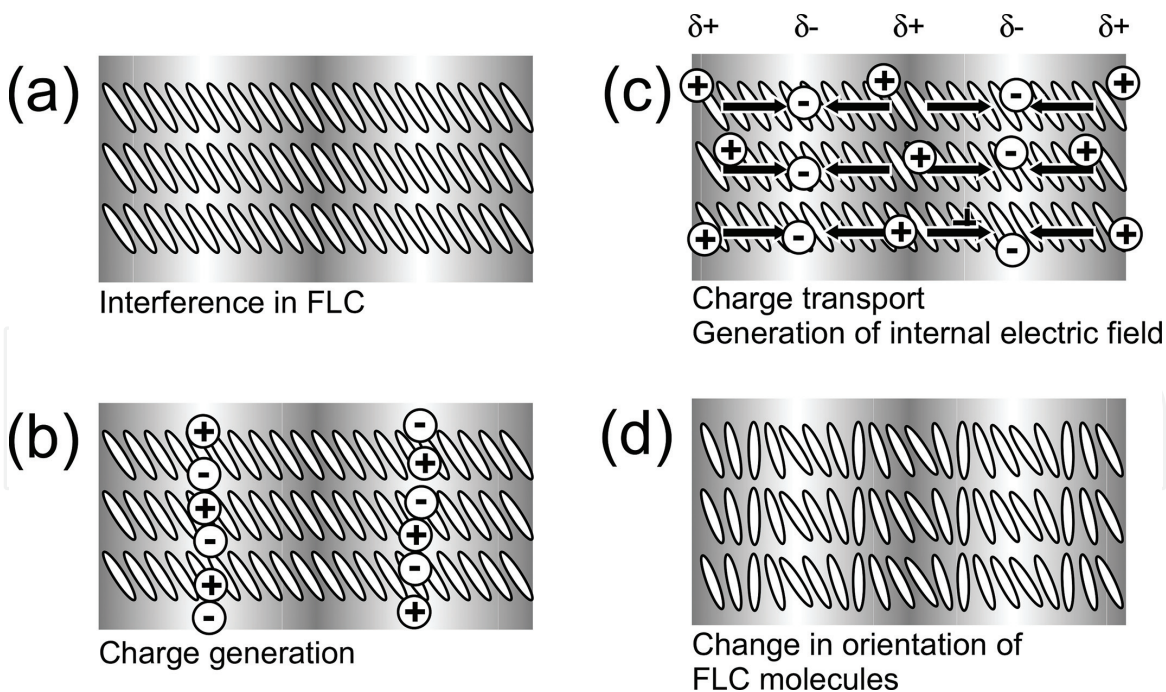 (a)
Interference in FLC
(b)
Charge generation
δ+ δ- δ+ δ- δ+
(c)
+ + - - +
+ - + - +
+ - + + - +
Charge transport
Generation of internal electric field
+ -
- +
+ -
- +
+ -
- +
(d)
Change in orientation of
FLC molecules